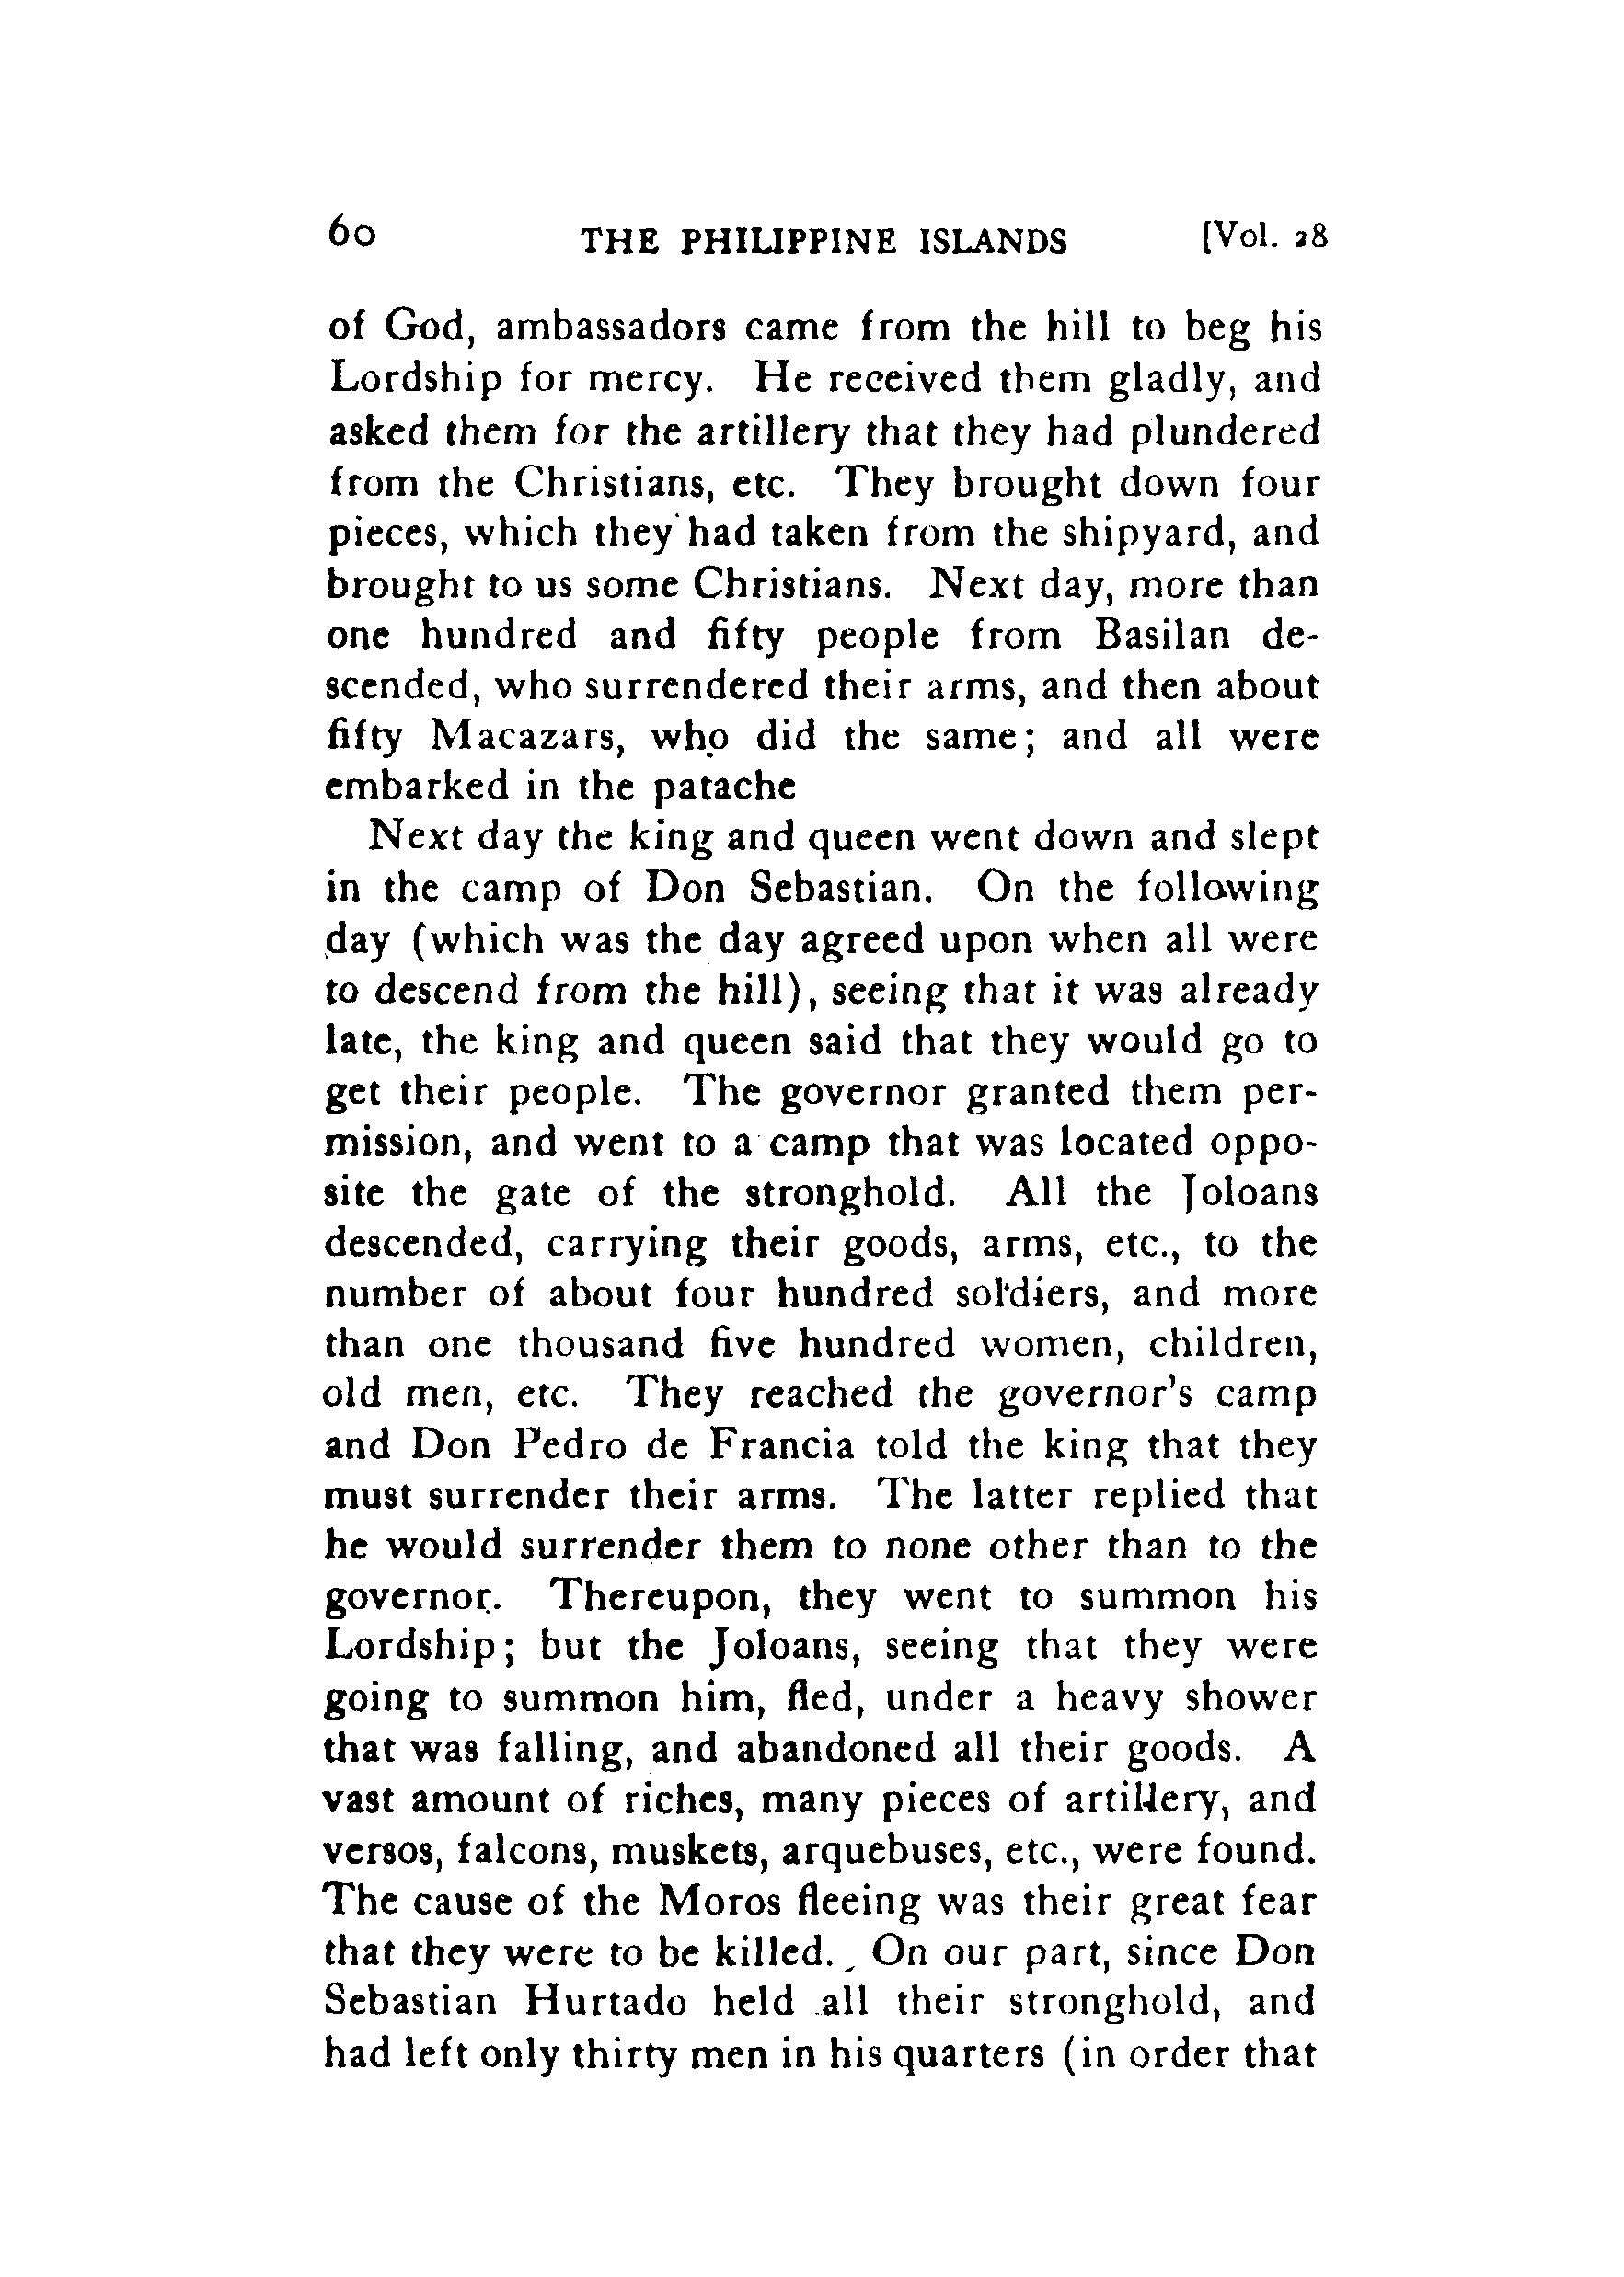 60 THE PHILIPPINE ISLANDS [Vol. 28
of God, ambassadors came from the hill to beg his
Lordship for mercy. He received them gladly, and
asked them for the artillery that they had plundered
from the Christians, etc. They brought down four
pieces, which they had taken from the shipyard, and
brought to us some Christians. Next day, more than
one hundred and fifty people from Basilan de-
scended, who surrendered their arms, and then about
fifty Macazars, who did the same; and all were
embarked in the patache
Next day the king and queen went down and slept
in the camp of Don Sebastian. On the following
day (which was the day agreed upon when all were
to descend from the hill), seeing that it was already
late, the king and queen said that they would go to
get their people. The governor granted them per-
mission, and went to a camp that was located oppo-
site the gate of the stronghold. All the Joloans
descended, carrying their goods, arms, etc., to the
number of about four hundred soldiers, and more
than one thousand five hundred women, children,
old men, etc. They reached the governor's camp
and Don Pedro de Francia told the king that they
must surrender their arms. The latter replied that
he would surrender them to none other than to the
governor. Thereupon, they went to summon his
Lordship; but the Joloans, seeing that they were
going to summon him, fled, under a heavy shower
that was falling, and abandoned all their goods. A
vast amount of riches, many pieces of artillery, and
versos, falcons, muskets, arquebuses, etc., were found.
The cause of the Moros fleeing was their great fear
that they were to be killed. On our part, since Don
Sebastian Hurtado held all their stronghold, and
had left only thirty men in his quarters (in order that